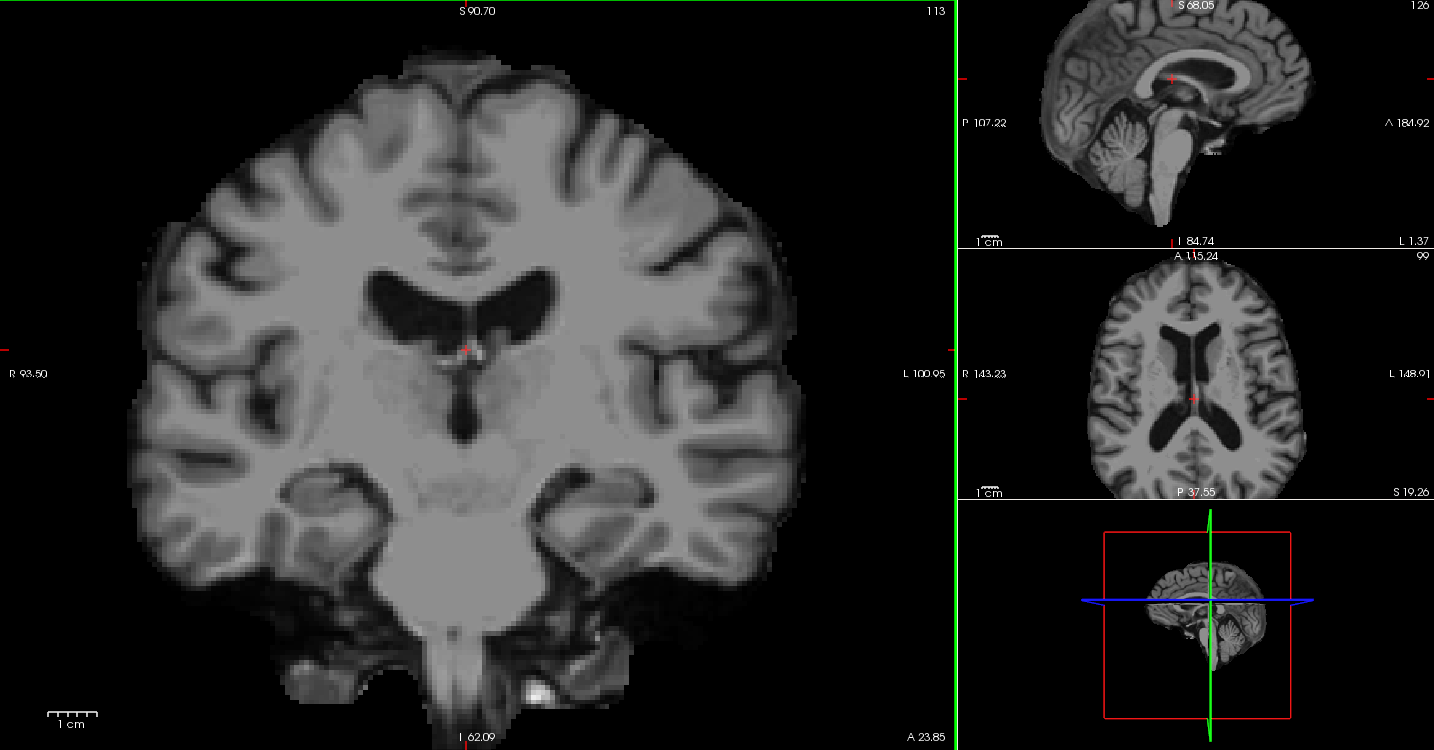 S 90.70
113
R 93.50
L 100.95
1 cm
I 62.09
A 23.85
S 68.05
126
P 107.22
A 184.92
1 cm
I 84.74
L 1.37
A 115.24
99
R 143.23
L 148.91
1 cm
P 37.55
S 19.26